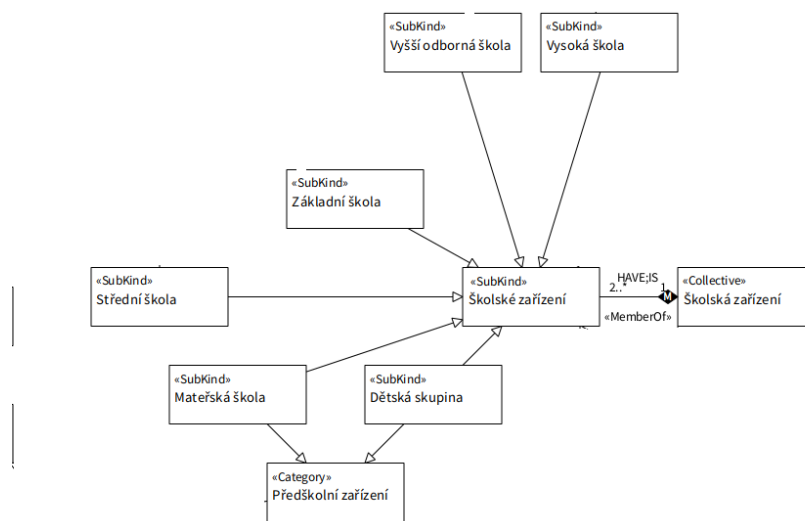 «SubKind»
Vyšší odborná škola
«SubKind»
Vysoká škola
«SubKind»
Základní škola
«SubKind»
Střední škola
«SubKind»
Školské zařízení
HAVE;IS
2..*
1
M
«MemberOf»
«Collective»
Školská zařízení
«SubKind»
Mateřská škola
«SubKind»
Dětská skupina
«Category»
Předškolní zařízení